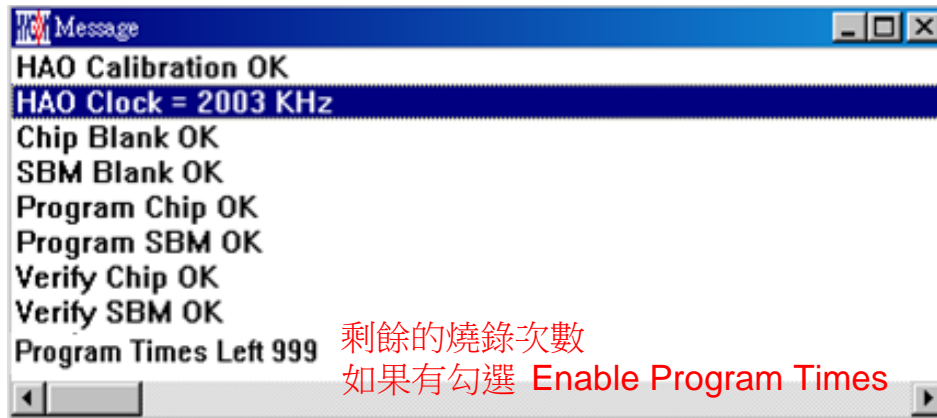 Message
HAO Calibration OK
HAO Clock = 2003 KHz
Chip Blank OK
SBM Blank OK
Program Chip OK
Program SBM OK
Verify Chip OK
Verify SBM OK
Program Times Left 999
剩餘的燒錄次數
如果有勾選 Enable Program Times